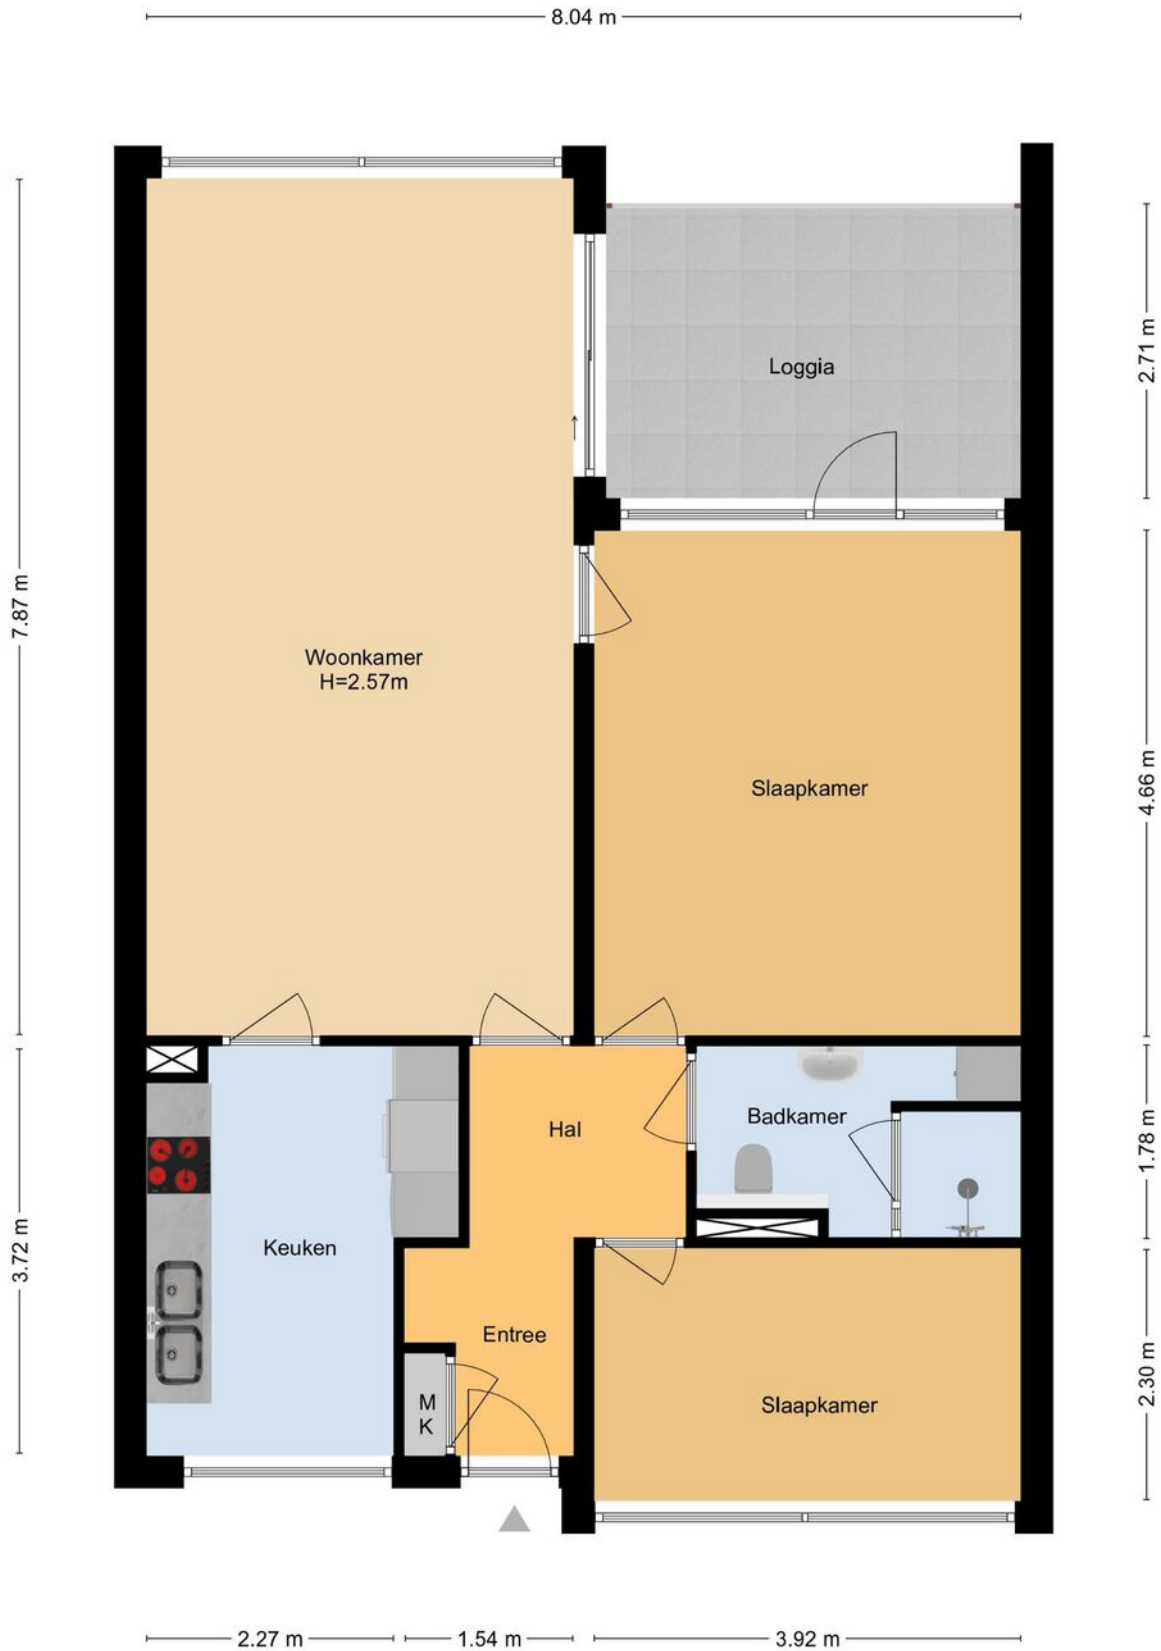 8.04 m
7.87 m
2.71 m
Loggia
Woonkamer
H=2.57m
4.66 m
Slaapkamer
Badkamer
Hal
1.78 m
3.72 m
Keuken
Entree
2.30 m
Slaapkamer
M
K
2.27 m
1.54 m
3.92 m